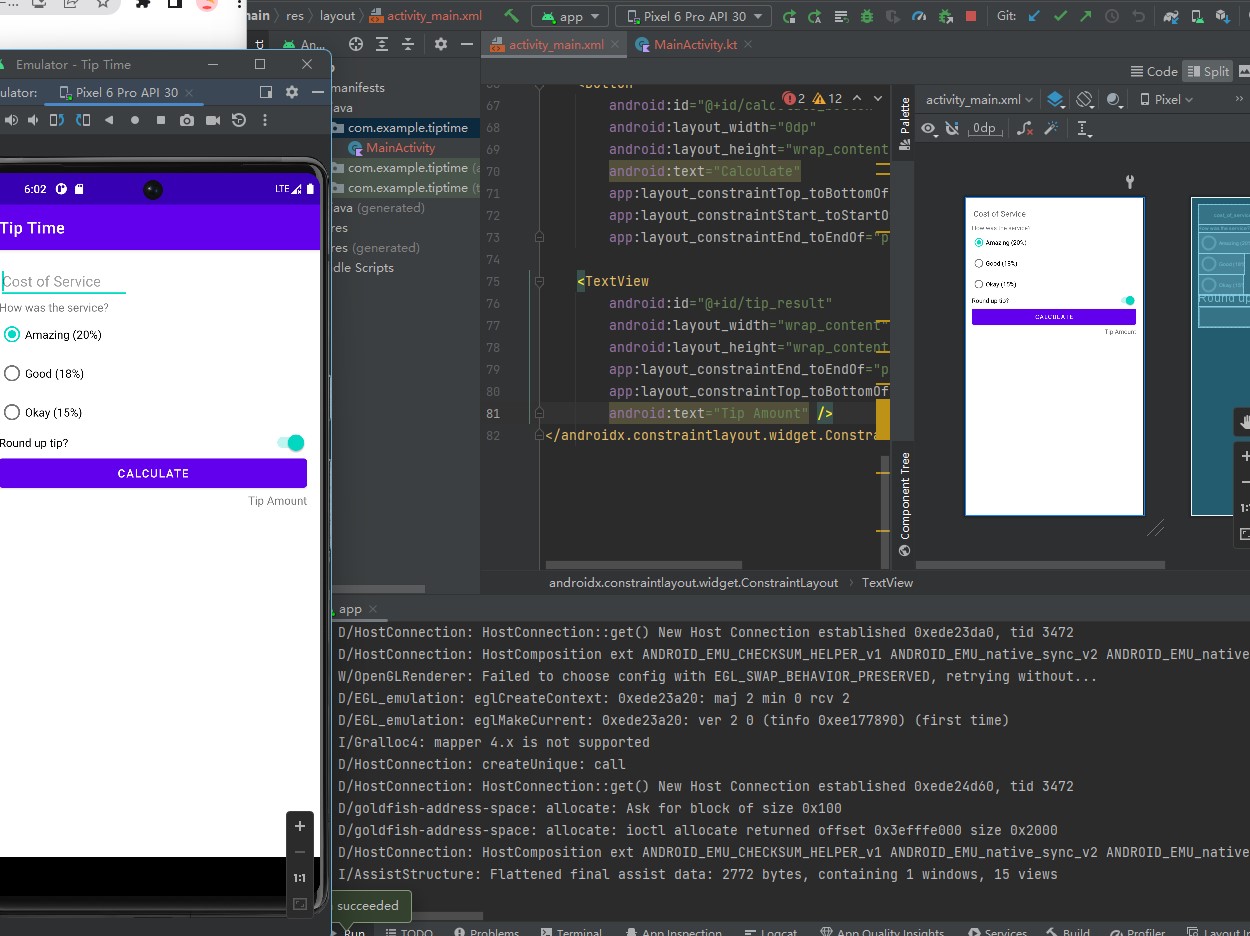 main
res
layout
activity_main.xml
app
Pixel 6 Pro API 30
Git:
An...
activity_main.xml
MainActivity.kt
Emulator - Tip Time
Code
Split
ulator:
Pixel 6 Pro API 30
manifests
ava
com.example.tiptime
MainActivity
com.example.tiptime (a
com.example.tiptime (t
ava (generated)
res
res (generated)
dle Scripts
6:02
LTE
Tip Time
Cost of Service
How was the service?
Amazing (20%)
Good (18%)
Okay (15%)
Round up tip?
CALCULATE
Tip Amount
1:1
<Button
67 android:id="@+id/calc
2 12
68 android:layout_width="0dp"
69 android:layout_height="wrap_content
70 android:text="Calculate"
71 app:layout_constraintTop_toBottomOf
72 app:layout_constraintStart_toStartO
73 app:layout_constraintEnd_toEndOf="p
74
75 <TextView
76 android:id="@+id/tip_result"
77 android:layout_width="wrap_content"
78 android:layout_height="wrap_content
79 app:layout_constraintEnd_toEndOf="p
80 app:layout_constraintTop_toBottomOf
81 android:text="Tip Amount" />
82 </androidx.constraintlayout.widget.Constra
Palette
Component Tree
activity_main.xml
Pixel
0dp
Cost of Service
How was the service?
Amazing (20%)
Good (18%)
Okay (15%)
Round up tip?
CALCULATE
Tip Amount
Round up
androidx.constraintlayout.widget.ConstraintLayout
TextView
app
D/HostConnection: HostConnection::get() New Host Connection established 0xede23da0, tid 3472
D/HostConnection: HostComposition ext ANDROID_EMU_CHECKSUM_HELPER_v1 ANDROID_EMU_native_sync_v2 ANDROID_EMU_native
W/OpenGLRenderer: Failed to choose config with EGL_SWAP_BEHAVIOR_PRESERVED, retrying without...
D/EGL_emulation: eglCreateContext: 0xede23a20: maj 2 min 0 rcv 2
D/EGL_emulation: eglMakeCurrent: 0xede23a20: ver 2 0 (tinfo 0xee177890) (first time)
I/Gralloc4: mapper 4.x is not supported
D/HostConnection: createUnique: call
D/HostConnection: HostConnection::get() New Host Connection established 0xede24d60, tid 3472
D/goldfish-address-space: allocate: Ask for block of size 0x100
D/goldfish-address-space: allocate: ioctl allocate returned offset 0x3efffe000 size 0x2000
D/HostConnection: HostComposition ext ANDROID_EMU_CHECKSUM_HELPER_v1 ANDROID_EMU_native_sync_v2 ANDROID_EMU_native
I/AssistStructure: Flattened final assist data: 2772 bytes, containing 1 windows, 15 views
succeeded
Run
TODO
Problems
Terminal
App Inspection
Logcat
App Quality Insights
Services
Build
Profiler
Layout In